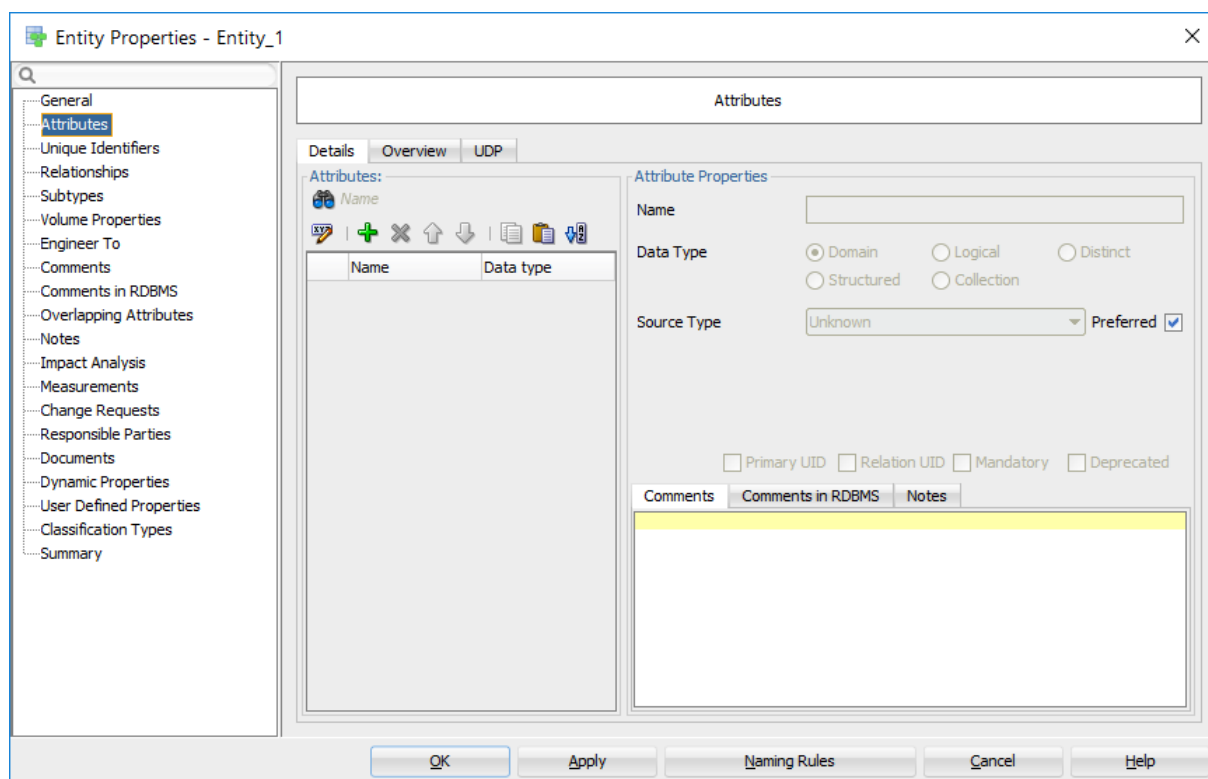 Entity Properties - Entity_1
General
Attributes
Unique Identifiers
Relationships
Subtypes
Volume Properties
Engineer To
Comments
Comments in RDBMS
Overlapping Attributes
Notes
Impact Analysis
Measurements
Change Requests
Responsible Parties
Documents
Dynamic Properties
User Defined Properties
Classification Types
Summary
Attributes
Details Overview UDP
Attributes:
Name
Name Data type
Attribute Properties
Name
Data Type Domain Logical Distinct
Structured Collection
Source Type Unknown Preferred
Primary UID Relation UID Mandatory Deprecated
Comments Comments in RDBMS Notes
OK Apply Naming Rules Cancel Help